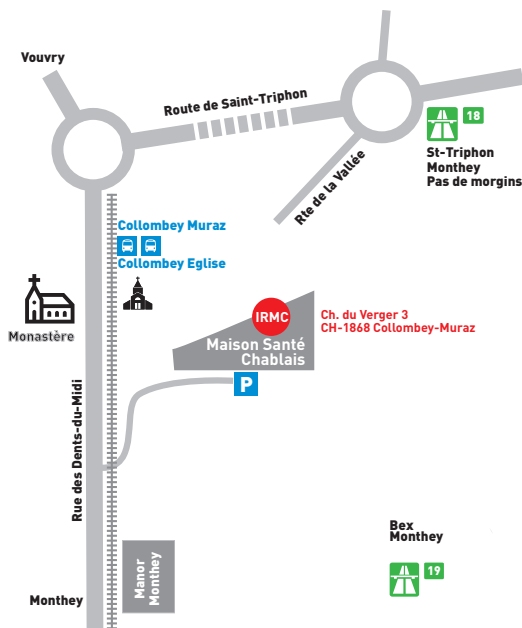 Vouvry
Route de Saint-Triphon
18
St-Triphon
Monthey
Pas de morgins
Rte de la Vallée
Collombey Muraz
Collombey Eglise
Monastère
IRMC
Maison Santé
Chablais
Ch. du Verger 3
CH-1868 Collombey-Muraz
P
Rue des Dents-du-Midi
Bex
Monthey
19
Manor
Monthey
Monthey